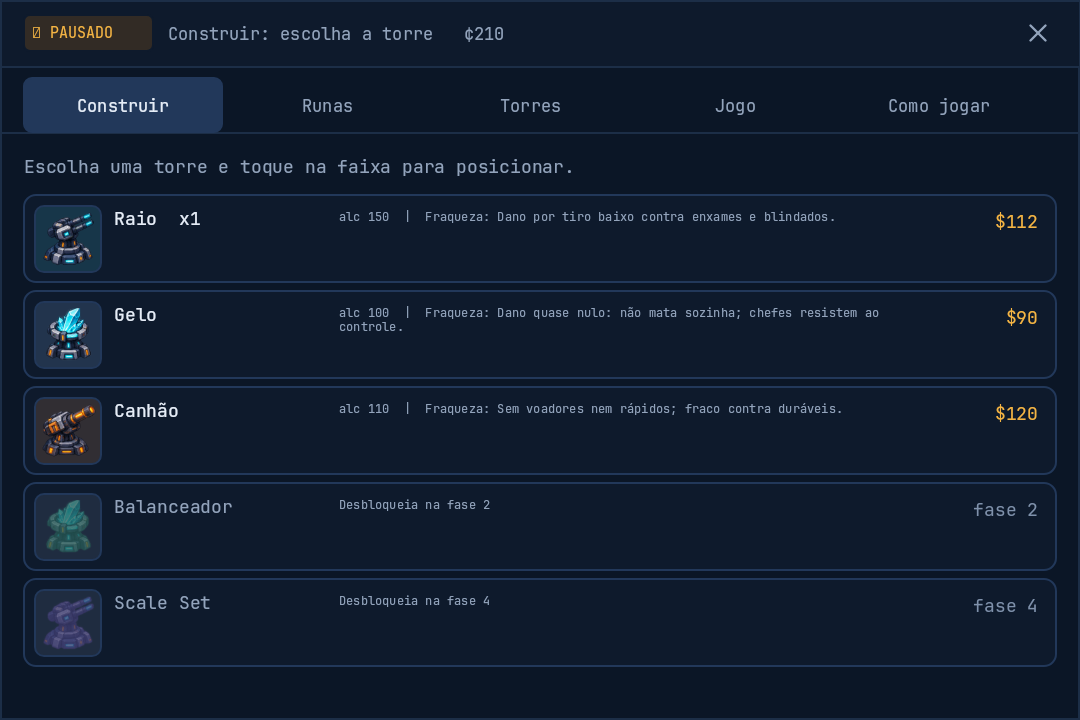 PAUSADO Construir: escolha a torre ₵210
Construir Runas Torres Jogo Como jogar
Escolha uma torre e toque na faixa para posicionar.
Raio x1 alc 150 | Fraqueza: Dano por tiro baixo contra enxames e blindados. $112
Gelo alc 100 | Fraqueza: Dano quase nulo: não mata sozinha; chefes resistem ao $90
controle.
Canhão alc 110 | Fraqueza: Sem voadores nem rápidos; fraco contra duráveis. $120
Balanceador Desbloqueia na fase 2 fase 2
Scale Set Desbloqueia na fase 4 fase 4